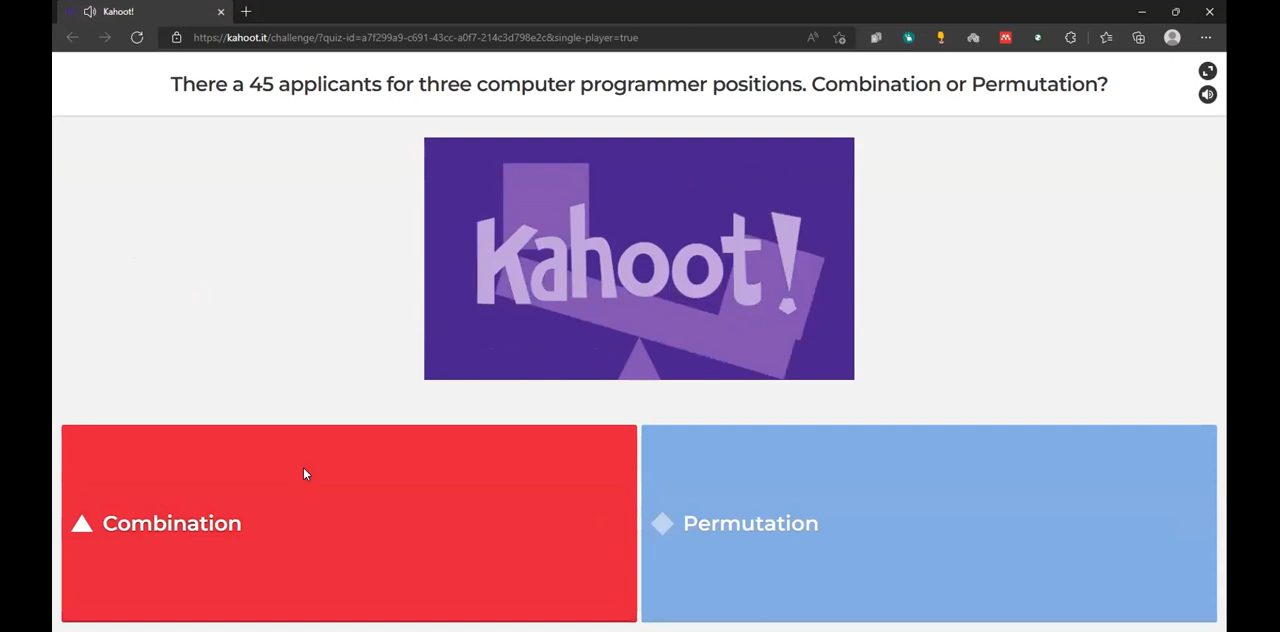 Kahoot!
https://kahoot.it/challenge/?quiz-id=a7f299a9-c691-43cc-a0f7-214c3d798e2c&single-player=true
There a 45 applicants for three computer programmer positions. Combination or Permutation?
Kahoot!
Combination
Permutation